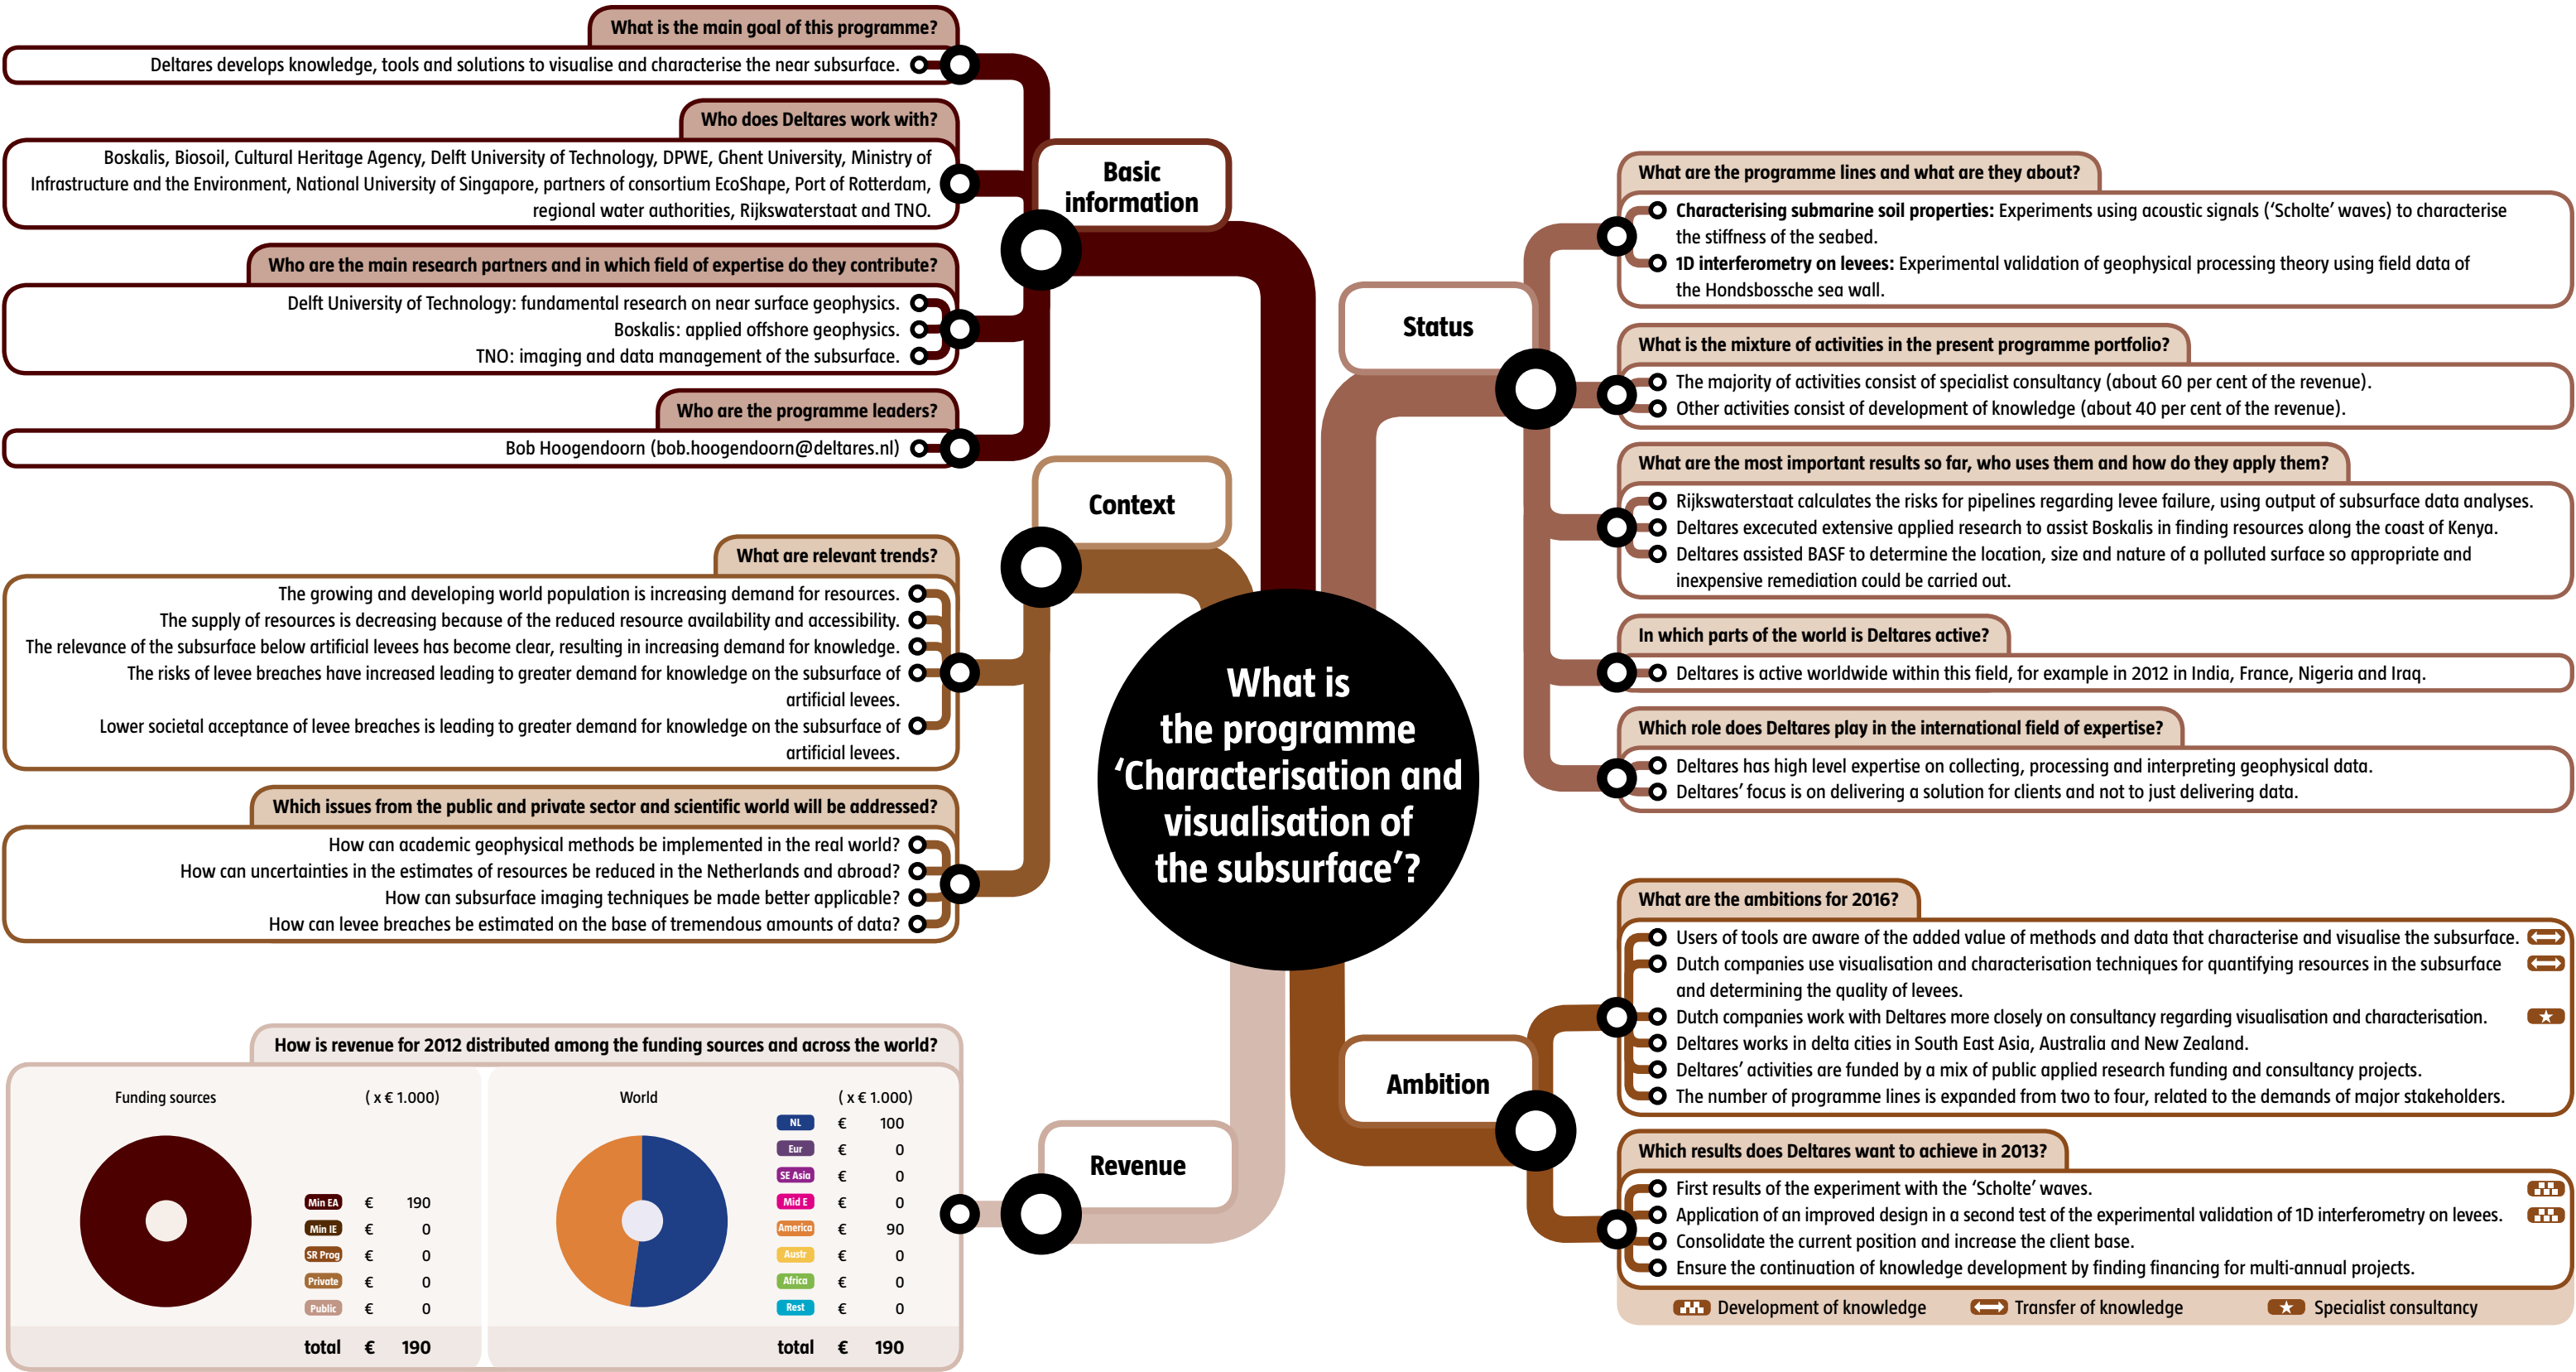 What is the main goal of this programme?
Deltares develops knowledge, tools and solutions to visualise and characterise the near subsurface.
Who does Deltares work with?
Boskalis, Biosoil, Cultural Heritage Agency, Delft University of Technology, DPWE, Ghent University, Ministry of
Infrastructure and the Environment, National University of Singapore, partners of consortium EcoShape, Port of Rotterdam,
regional water authorities, Rijkswaterstaat and TNO.
Who are the main research partners and in which field of expertise do they contribute?
Delft University of Technology: fundamental research on near surface geophysics.
Boskalis: applied offshore geophysics.
TNO: imaging and data management of the subsurface.
Who are the programme leaders?
Bob Hoogendoorn (bob.hoogendoorn@deltares.nl)
Basic
information
Context
What are relevant trends?
The growing and developing world population is increasing demand for resources.
The supply of resources is decreasing because of the reduced resource availability and accessibility.
The relevance of the subsurface below artificial levees has become clear, resulting in increasing demand for knowledge.
The risks of levee breaches have increased leading to greater demand for knowledge on the subsurface of
artificial levees.
Lower societal acceptance of levee breaches is leading to greater demand for knowledge on the subsurface of
artificial levees.
Which issues from the public and private sector and scientific world will be addressed?
How can academic geophysical methods be implemented in the real world?
How can uncertainties in the estimates of resources be reduced in the Netherlands and abroad?
How can subsurface imaging techniques be made better applicable?
How can levee breaches be estimated on the base of tremendous amounts of data?
What is
the programme
‘Characterisation and
visualisation of
the subsurface’?
Status
What are the programme lines and what are they about?
Characterising submarine soil properties: Experiments using acoustic signals (‘Scholte’ waves) to characterise
the stiffness of the seabed.
1D interferometry on levees: Experimental validation of geophysical processing theory using field data of
the Hondsbossche sea wall.
What is the mixture of activities in the present programme portfolio?
The majority of activities consist of specialist consultancy (about 60 per cent of the revenue).
Other activities consist of development of knowledge (about 40 per cent of the revenue).
What are the most important results so far, who uses them and how do they apply them?
Rijkswaterstaat calculates the risks for pipelines regarding levee failure, using output of subsurface data analyses.
Deltares excecuted extensive applied research to assist Boskalis in finding resources along the coast of Kenya.
Deltares assisted BASF to determine the location, size and nature of a polluted surface so appropriate and
inexpensive remediation could be carried out.
In which parts of the world is Deltares active?
Deltares is active worldwide within this field, for example in 2012 in India, France, Nigeria and Iraq.
Which role does Deltares play in the international field of expertise?
Deltares has high level expertise on collecting, processing and interpreting geophysical data.
Deltares’ focus is on delivering a solution for clients and not to just delivering data.
Ambition
What are the ambitions for 2016?
Users of tools are aware of the added value of methods and data that characterise and visualise the subsurface.
Dutch companies use visualisation and characterisation techniques for quantifying resources in the subsurface
and determining the quality of levees.
Dutch companies work with Deltares more closely on consultancy regarding visualisation and characterisation.
Deltares works in delta cities in South East Asia, Australia and New Zealand.
Deltares’ activities are funded by a mix of public applied research funding and consultancy projects.
The number of programme lines is expanded from two to four, related to the demands of major stakeholders.
Which results does Deltares want to achieve in 2013?
First results of the experiment with the ‘Scholte’ waves.
Application of an improved design in a second test of the experimental validation of 1D interferometry on levees.
Consolidate the current position and increase the client base.
Ensure the continuation of knowledge development by finding financing for multi-annual projects.
Development of knowledge Transfer of knowledge Specialist consultancy
Revenue
How is revenue for 2012 distributed among the funding sources and across the world?
Funding sources ( x € 1.000)
Min EA € 190
Min IE € 0
SR Prog € 0
Private € 0
Public € 0
total € 190
World ( x € 1.000)
NL € 100
Eur € 0
SE Asia € 0
Mid E € 0
America € 90
Austr € 0
Africa € 0
Rest € 0
total € 190